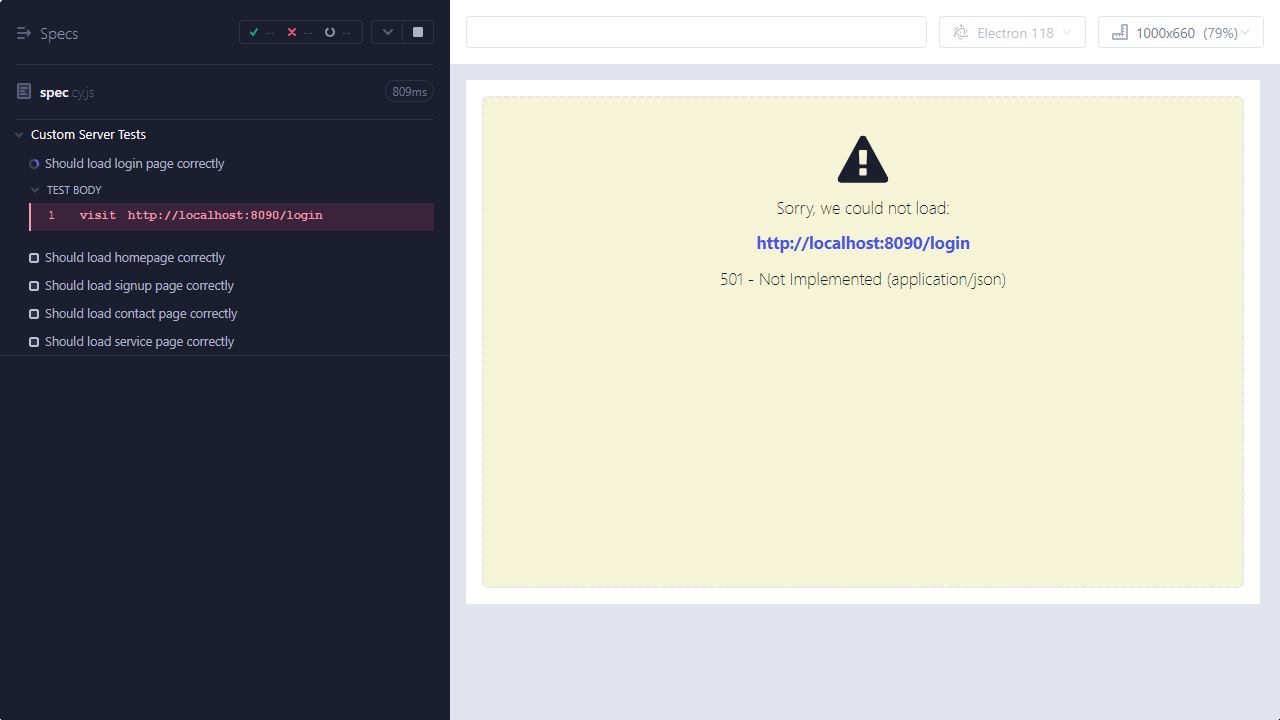 Specs
-- -- --
spec.cy.js
809ms
Custom Server Tests
Should load login page correctly
TEST BODY
1 visit http://localhost:8090/login
Should load homepage correctly
Should load signup page correctly
Should load contact page correctly
Should load service page correctly
Electron 118
1000x660 (79%)
Sorry, we could not load:
http://localhost:8090/login
501 - Not Implemented (application/json)